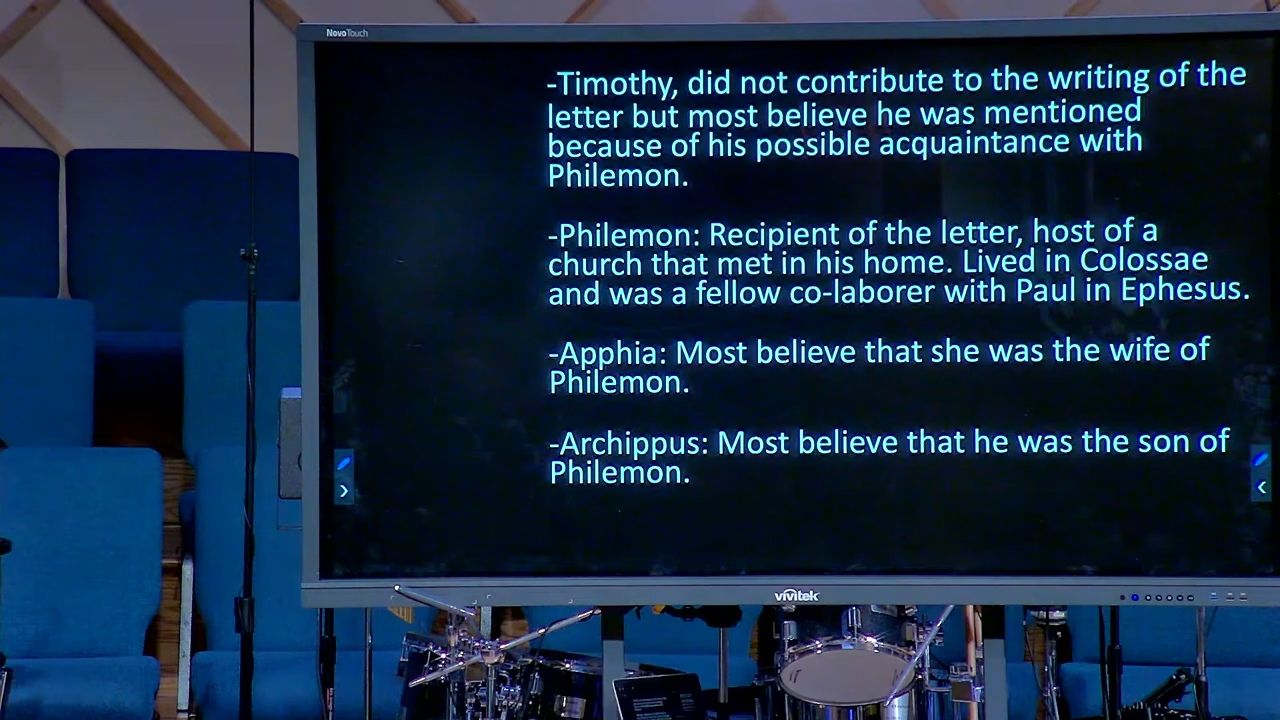 NovoTouch
-Timothy, did not contribute to the writing of the
letter but most believe he was mentioned
because of his possible acquaintance with
Philemon.
-Philemon: Recipient of the letter, host of a
church that met in his home. Lived in Colossae
and was a fellow co-laborer with Paul in Ephesus.
-Apphia: Most believe that she was the wife of
Philemon.
-Archippus: Most believe that he was the son of
Philemon.
vivitek